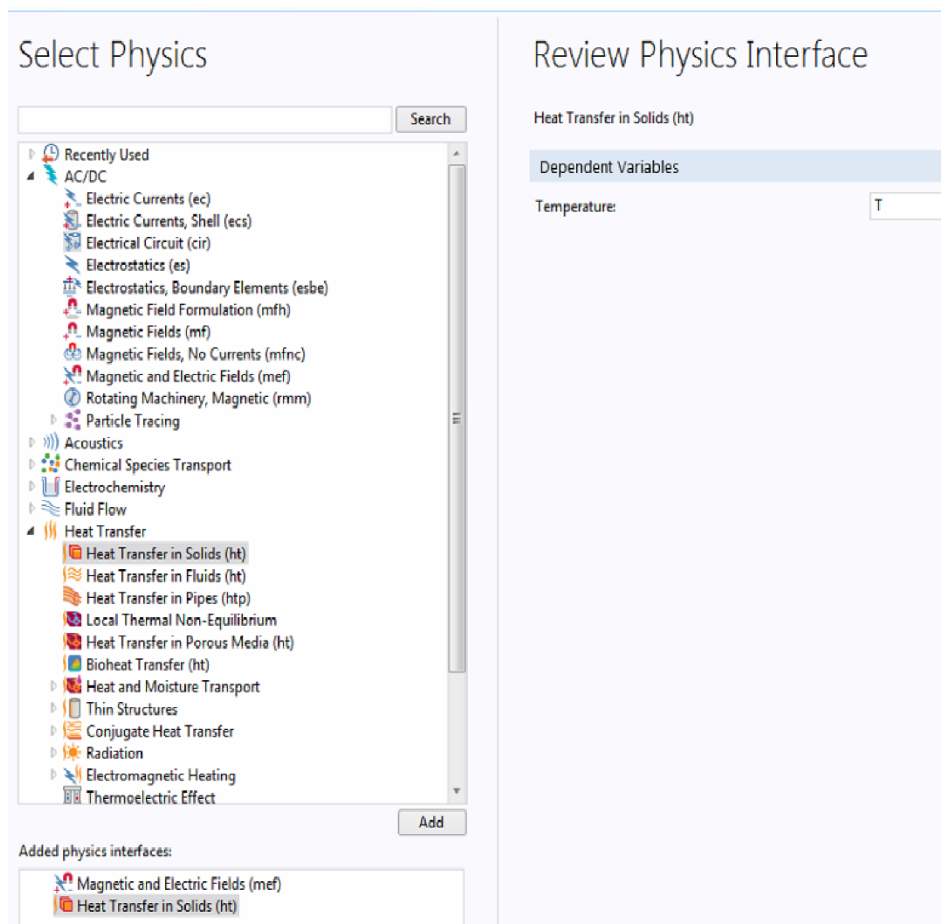 Select Physics
Search
Recently Used
AC/DC
Electric Currents (ec)
Electric Currents, Shell (ecs)
Electrical Circuit (cir)
Electrostatics (es)
Electrostatics, Boundary Elements (esbe)
Magnetic Field Formulation (mfh)
Magnetic Fields (mf)
Magnetic Fields, No Currents (mfnc)
Magnetic and Electric Fields (mef)
Rotating Machinery, Magnetic (rmm)
Particle Tracing
Acoustics
Chemical Species Transport
Electrochemistry
Fluid Flow
Heat Transfer
Heat Transfer in Solids (ht)
Heat Transfer in Fluids (ht)
Heat Transfer in Pipes (htp)
Local Thermal Non-Equilibrium
Heat Transfer in Porous Media (ht)
Bioheat Transfer (ht)
Heat and Moisture Transport
Thin Structures
Conjugate Heat Transfer
Radiation
Electromagnetic Heating
Thermoelectric Effect
Add
Added physics interfaces:
Magnetic and Electric Fields (mef)
Heat Transfer in Solids (ht)
Review Physics Interface
Heat Transfer in Solids (ht)
Dependent Variables
Temperature: T